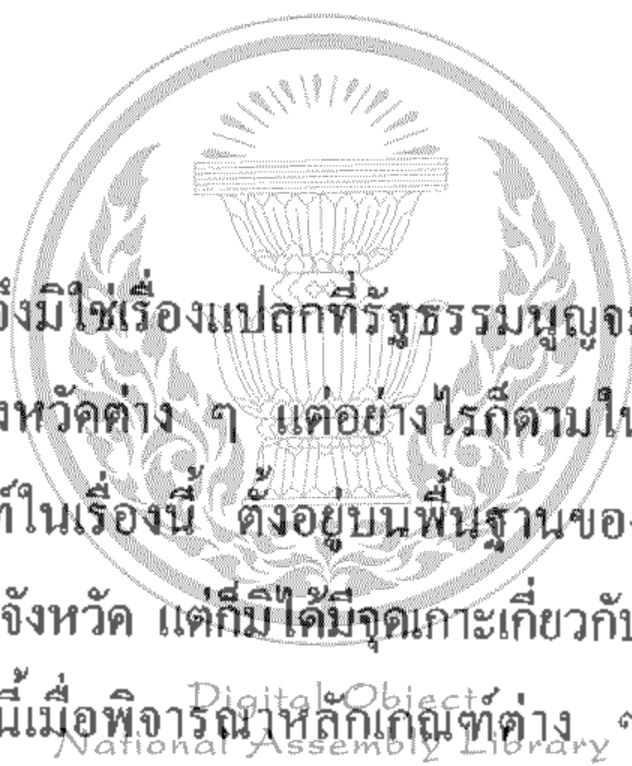 จึงมิใช่เรื่องแปลกที่รัฐธรรมนูญจะ
งหวัดต่าง ๆ แต่อย่างไรก็ตามใน
ท์ในเรื่องนี้ ตั้งอยู่บนพื้นฐานของ
จังหวัด แต่ก็มิได้มีจุดเกาะเกี่ยวกับ
นี้เมื่อพิจารณาหลักเกณฑ์ต่าง ๆ
Digital Object
National Assembly Library